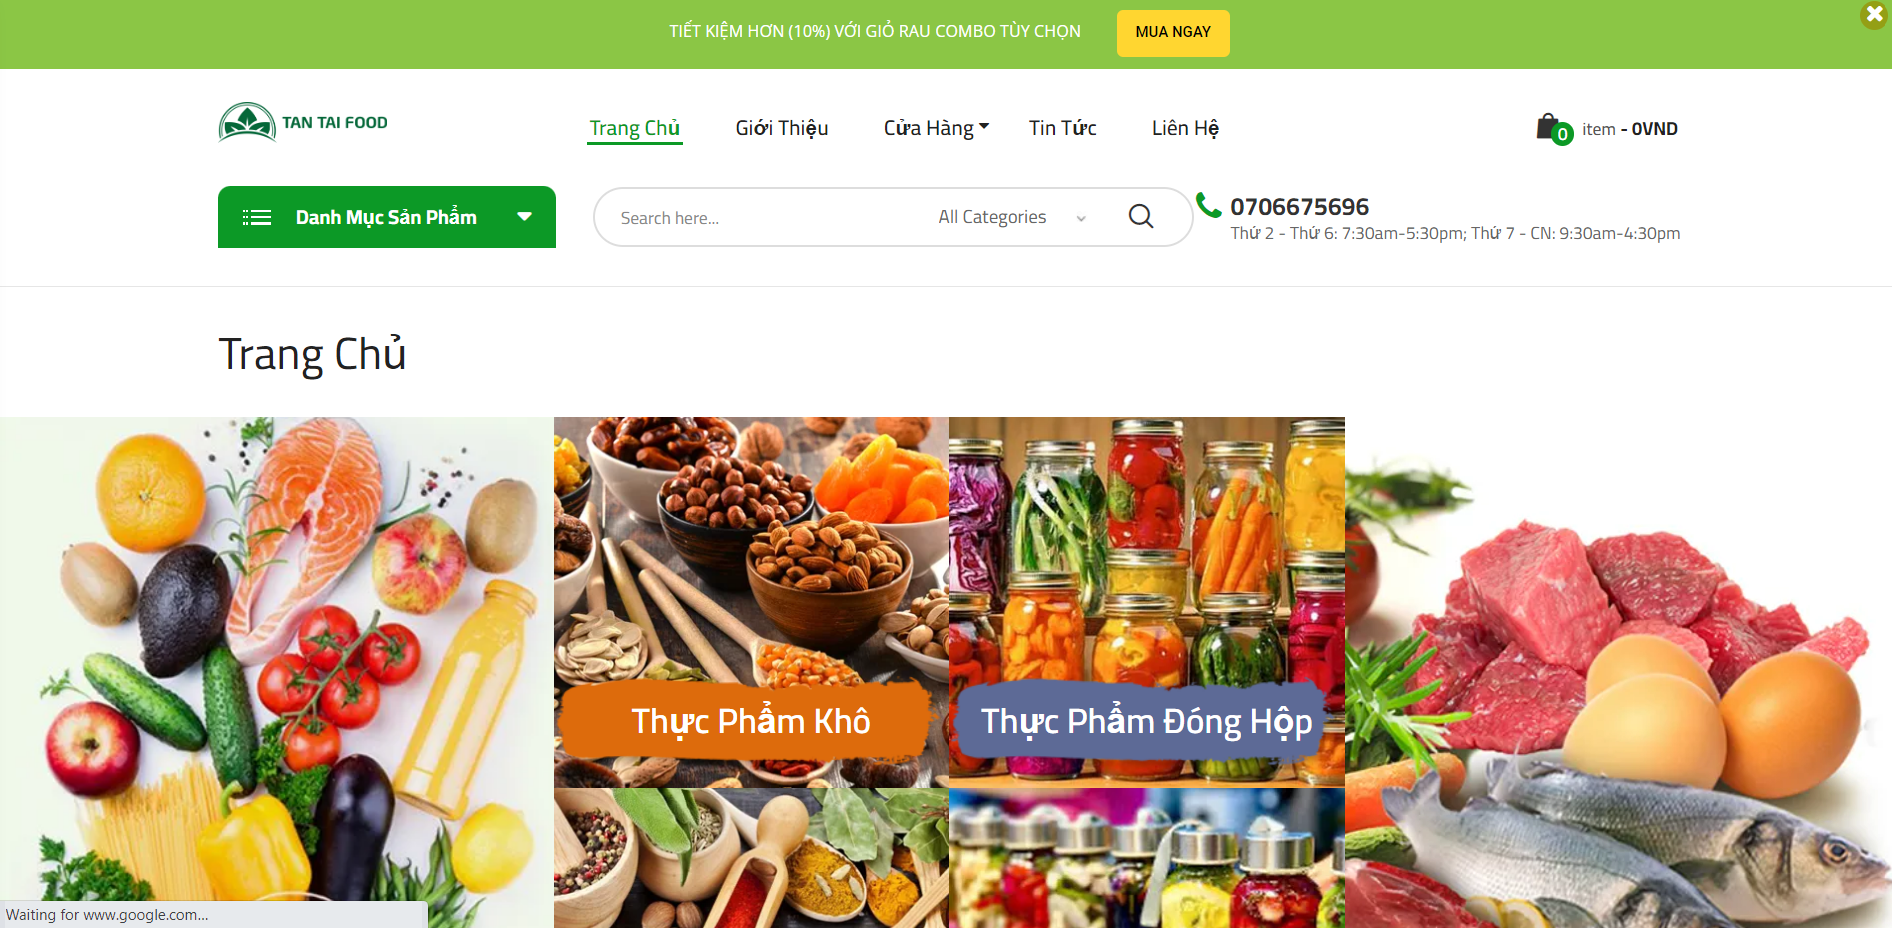 TIẾT KIỆM HƠN (10%) VỚI GIỎ RAU COMBO TÙY CHỌN
MUA NGAY
TAN TAI FOOD
Trang Chủ
Giới Thiệu
Cửa Hàng
Tin Tức
Liên Hệ
0
item - 0VND
Danh Mục Sản Phẩm
Search here...
All Categories
0706675696
Thứ 2 - Thứ 6: 7:30am-5:30pm; Thứ 7 - CN: 9:30am-4:30pm
Trang Chủ
Thực Phẩm Khô
Thực Phẩm Đóng Hộp
Waiting for www.google.com...